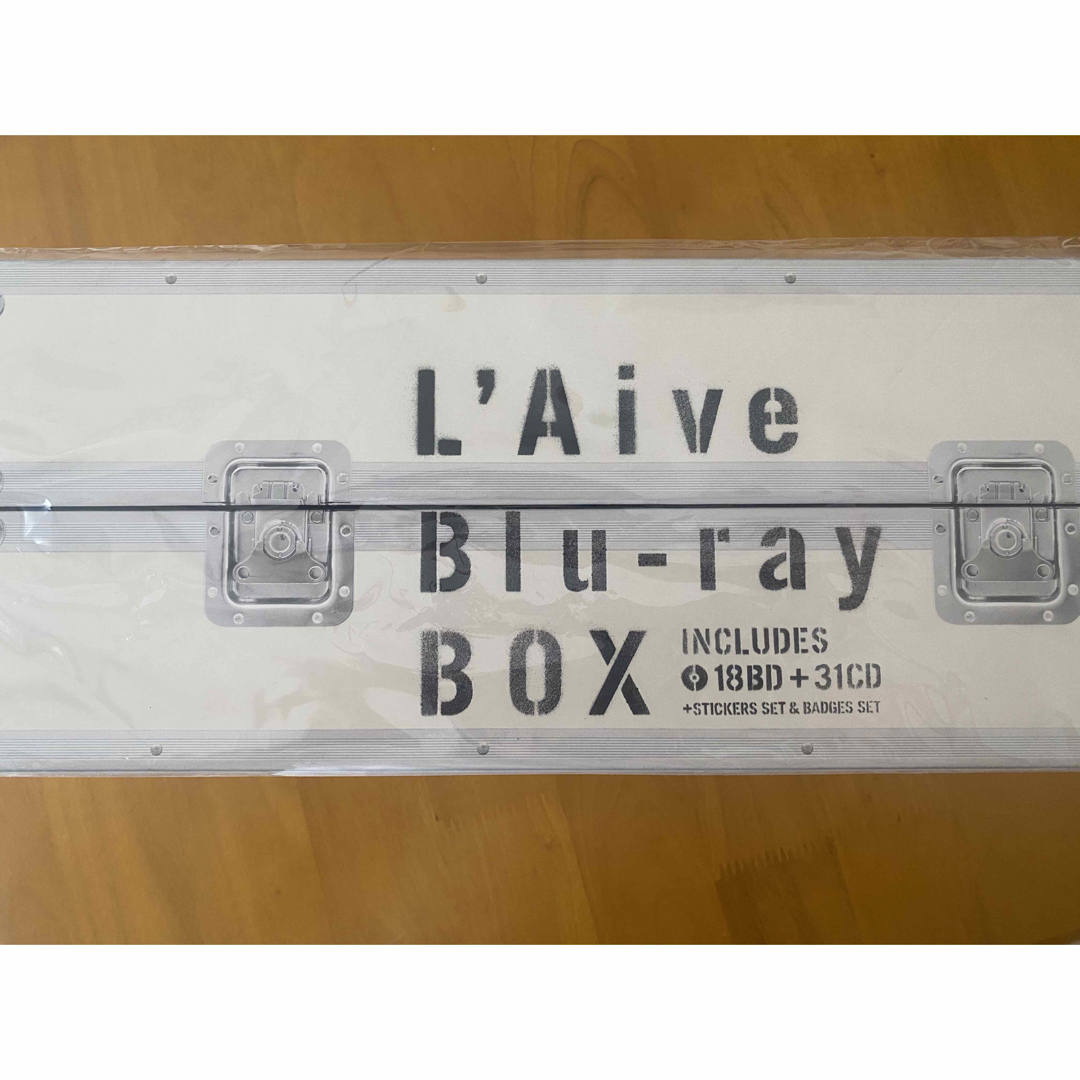 L'Aive
Blu-ray
BOX
INCLUDES
18BD+31CD
+STICKERS SET & BADGES SET